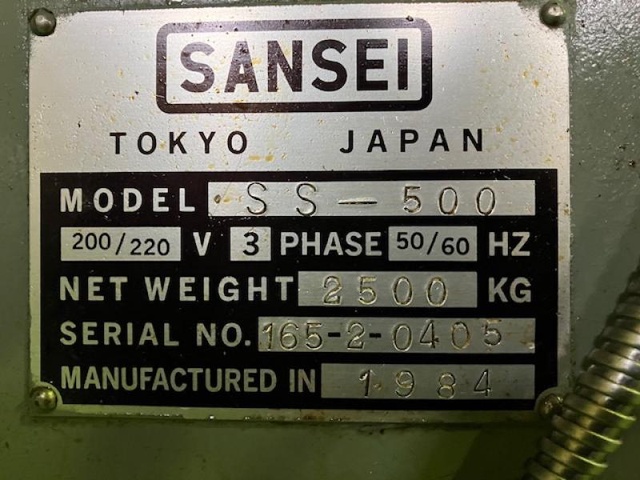 SANSEI
TOKYO JAPAN
MODEL SS-500
200/220 V 3 PHASE 50/60 HZ
NET WEIGHT 2500 KG
SERIAL NO. 165-2-0405
MANUFACTURED IN 1984